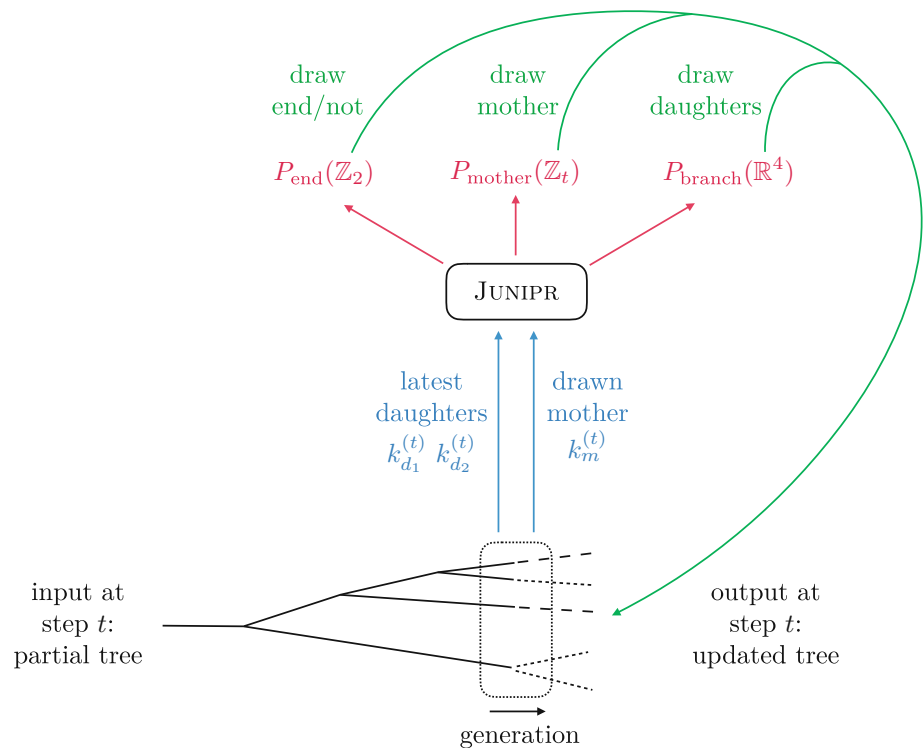 draw
end/not
draw
mother
draw
daughters
P_end(ℤ_2)
P_mother(ℤ_t)
P_branch(ℝ^4)
JUNIPR
latest
daughters
k_{d_1}^{(t)} k_{d_2}^{(t)}
drawn
mother
k_m^{(t)}
input at
step t:
partial tree
output at
step t:
updated tree
generation